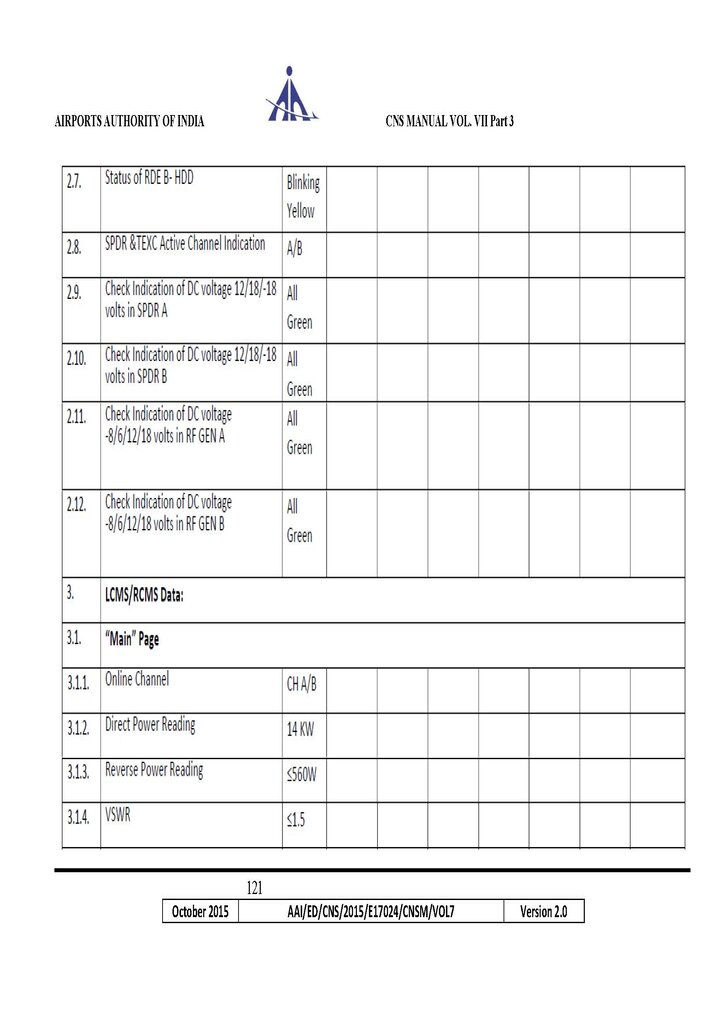 AIRPORTS AUTHORITY OF INDIA
CNS MANUAL VOL. VII Part 3
2.7.
Status of RDE B- HDD
Blinking
Yellow
2.8.
SPDR &TEXC Active Channel Indication
A/B
2.9.
Check Indication of DC voltage 12/18/-18
volts in SPDR A
All
Green
2.10.
Check Indication of DC voltage 12/18/-18
volts in SPDR B
All
Green
2.11.
Check Indication of DC voltage
-8/6/12/18 volts in RF GEN A
All
Green
2.12.
Check Indication of DC voltage
-8/6/12/18 volts in RF GEN B
All
Green
3.
LCMS/RCMS Data:
3.1.
“Main” Page
3.1.1.
Online Channel
CH A/B
3.1.2.
Direct Power Reading
14 KW
3.1.3.
Reverse Power Reading
≤560W
3.1.4.
VSWR
≤1.5
121
October 2015
AAI/ED/CNS/2015/E17024/CNSM/VOL7
Version 2.0